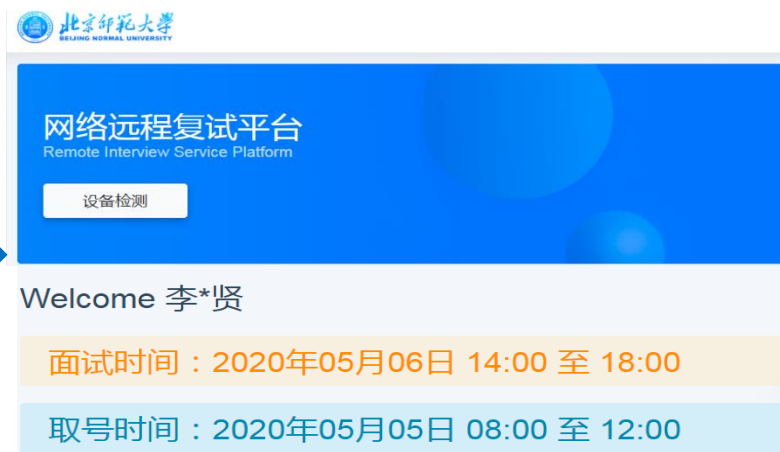 北京师范大学
BEIJING NORMAL UNIVERSITY
网络远程复试平台
Remote Interview Service Platform
设备检测
Welcome 李*贤
面试时间：2020年05月06日 14:00 至 18:00
取号时间：2020年05月05日 08:00 至 12:00